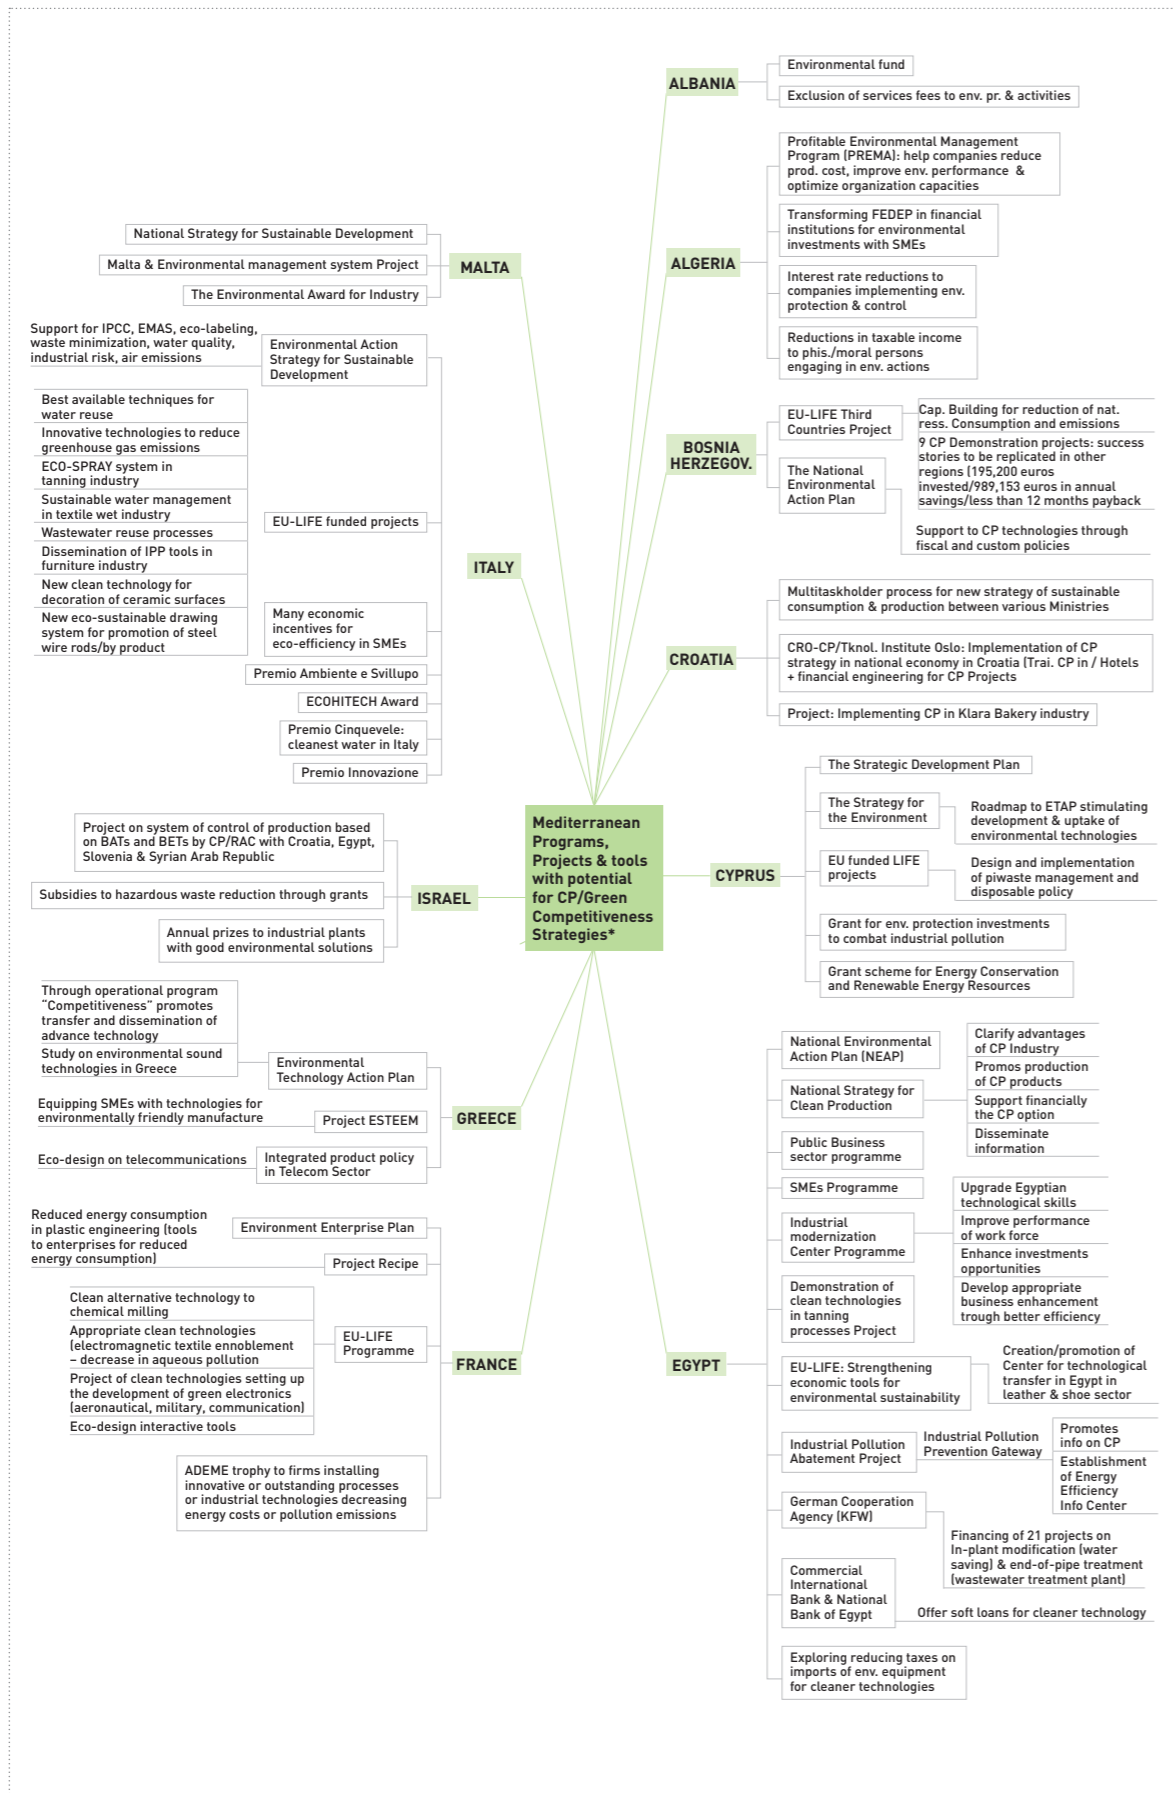 Mediterranean
Programs,
Projects & tools
with potential
for CP/Green
Competitiveness
Strategies*
ALBANIA
Environmental fund
Exclusion of services fees to env. pr. & activities
ALGERIA
Profitable Environmental Management
Program (PREMA): help companies reduce
prod. cost, improve env. performance &
optimize organization capacities
Transforming FEDEP in financial
institutions for environmental
investments with SMEs
Interest rate reductions to
companies implementing env.
protection & control
Reductions in taxable income
to phis./moral persons
engaging in env. actions
BOSNIA
HERZEGOV.
EU-LIFE Third
Countries Project
Cap. Building for reduction of nat.
ress. Consumption and emissions
9 CP Demonstration projects: success
stories to be replicated in other
regions (195,200 euros
invested/989,153 euros in annual
savings/less than 12 months payback
The National
Environmental
Action Plan
Support to CP technologies through
fiscal and custom policies
CROATIA
Multitaskholder process for new strategy of sustainable
consumption & production between various Ministries
CRO-CP/Tknol. Institute Oslo: Implementation of CP
strategy in national economy in Croatia (Trai. CP in / Hotels
+ financial engineering for CP Projects
Project: Implementing CP in Klara Bakery industry
CYPRUS
The Strategic Development Plan
The Strategy for
the Environment
Roadmap to ETAP stimulating
development & uptake of
environmental technologies
EU funded LIFE
projects
Design and implementation
of piwaste management and
disposable policy
Grant for env. protection investments
to combat industrial pollution
Grant scheme for Energy Conservation
and Renewable Energy Resources
EGYPT
National Environmental
Action Plan (NEAP)
National Strategy for
Clean Production
Clarify advantages
of CP Industry
Promos production
of CP products
Support financially
the CP option
Disseminate
information
Public Business
sector programme
SMEs Programme
Industrial
modernization
Center Programme
Upgrade Egyptian
technological skills
Improve performance
of work force
Enhance investments
opportunities
Develop appropriate
business enhancement
trough better efficiency
Demonstration of
clean technologies
in tanning
processes Project
EU-LIFE: Strengthening
economic tools for
environmental sustainability
Creation/promotion of
Center for technological
transfer in Egypt in
leather & shoe sector
Industrial Pollution
Abatement Project
Industrial Pollution
Prevention Gateway
Promotes
info on CP
Establishment
of Energy
Efficiency
Info Center
German Cooperation
Agency (KFW)
Financing of 21 projects on
In-plant modification (water
saving) & end-of-pipe treatment
(wastewater treatment plant)
Commercial
International
Bank & National
Bank of Egypt
Offer soft loans for cleaner technology
Exploring reducing taxes on
imports of env. equipment
for cleaner technologies
MALTA
National Strategy for Sustainable Development
Malta & Environmental management system Project
The Environmental Award for Industry
ITALY
Environmental Action
Strategy for Sustainable
Development
Support for IPCC, EMAS, eco-labeling,
waste minimization, water quality,
industrial risk, air emissions
EU-LIFE funded projects
Best available techniques for
water reuse
Innovative technologies to reduce
greenhouse gas emissions
ECO-SPRAY system in
tanning industry
Sustainable water management
in textile wet industry
Wastewater reuse processes
Dissemination of IPP tools in
furniture industry
New clean technology for
decoration of ceramic surfaces
New eco-sustainable drawing
system for promotion of steel
wire rods/by product
Many economic
incentives for
eco-efficiency in SMEs
Premio Ambiente e Svillupo
ECOHITECH Award
Premio Cinquevele:
cleanest water in Italy
Premio Innovazione
ISRAEL
Project on system of control of production based
on BATs and BETs by CP/RAC with Croatia, Egypt,
Slovenia & Syrian Arab Republic
Subsidies to hazardous waste reduction through grants
Annual prizes to industrial plants
with good environmental solutions
GREECE
Environmental
Technology Action Plan
Through operational program
"Competitiveness" promotes
transfer and dissemination of
advance technology
Study on environmental sound
technologies in Greece
Project ESTEEM
Equipping SMEs with technologies for
environmentally friendly manufacture
Integrated product policy
in Telecom Sector
Eco-design on telecommunications
FRANCE
Environment Enterprise Plan
Project Recipe
Reduced energy consumption
in plastic engineering (tools
to enterprises for reduced
energy consumption)
EU-LIFE
Programme
Clean alternative technology to
chemical milling
Appropriate clean technologies
(electromagnetic textile ennoblement
– decrease in aqueous pollution
Project of clean technologies setting up
the development of green electronics
(aeronautical, military, communication)
Eco-design interactive tools
ADEME trophy to firms installing
innovative or outstanding processes
or industrial technologies decreasing
energy costs or pollution emissions